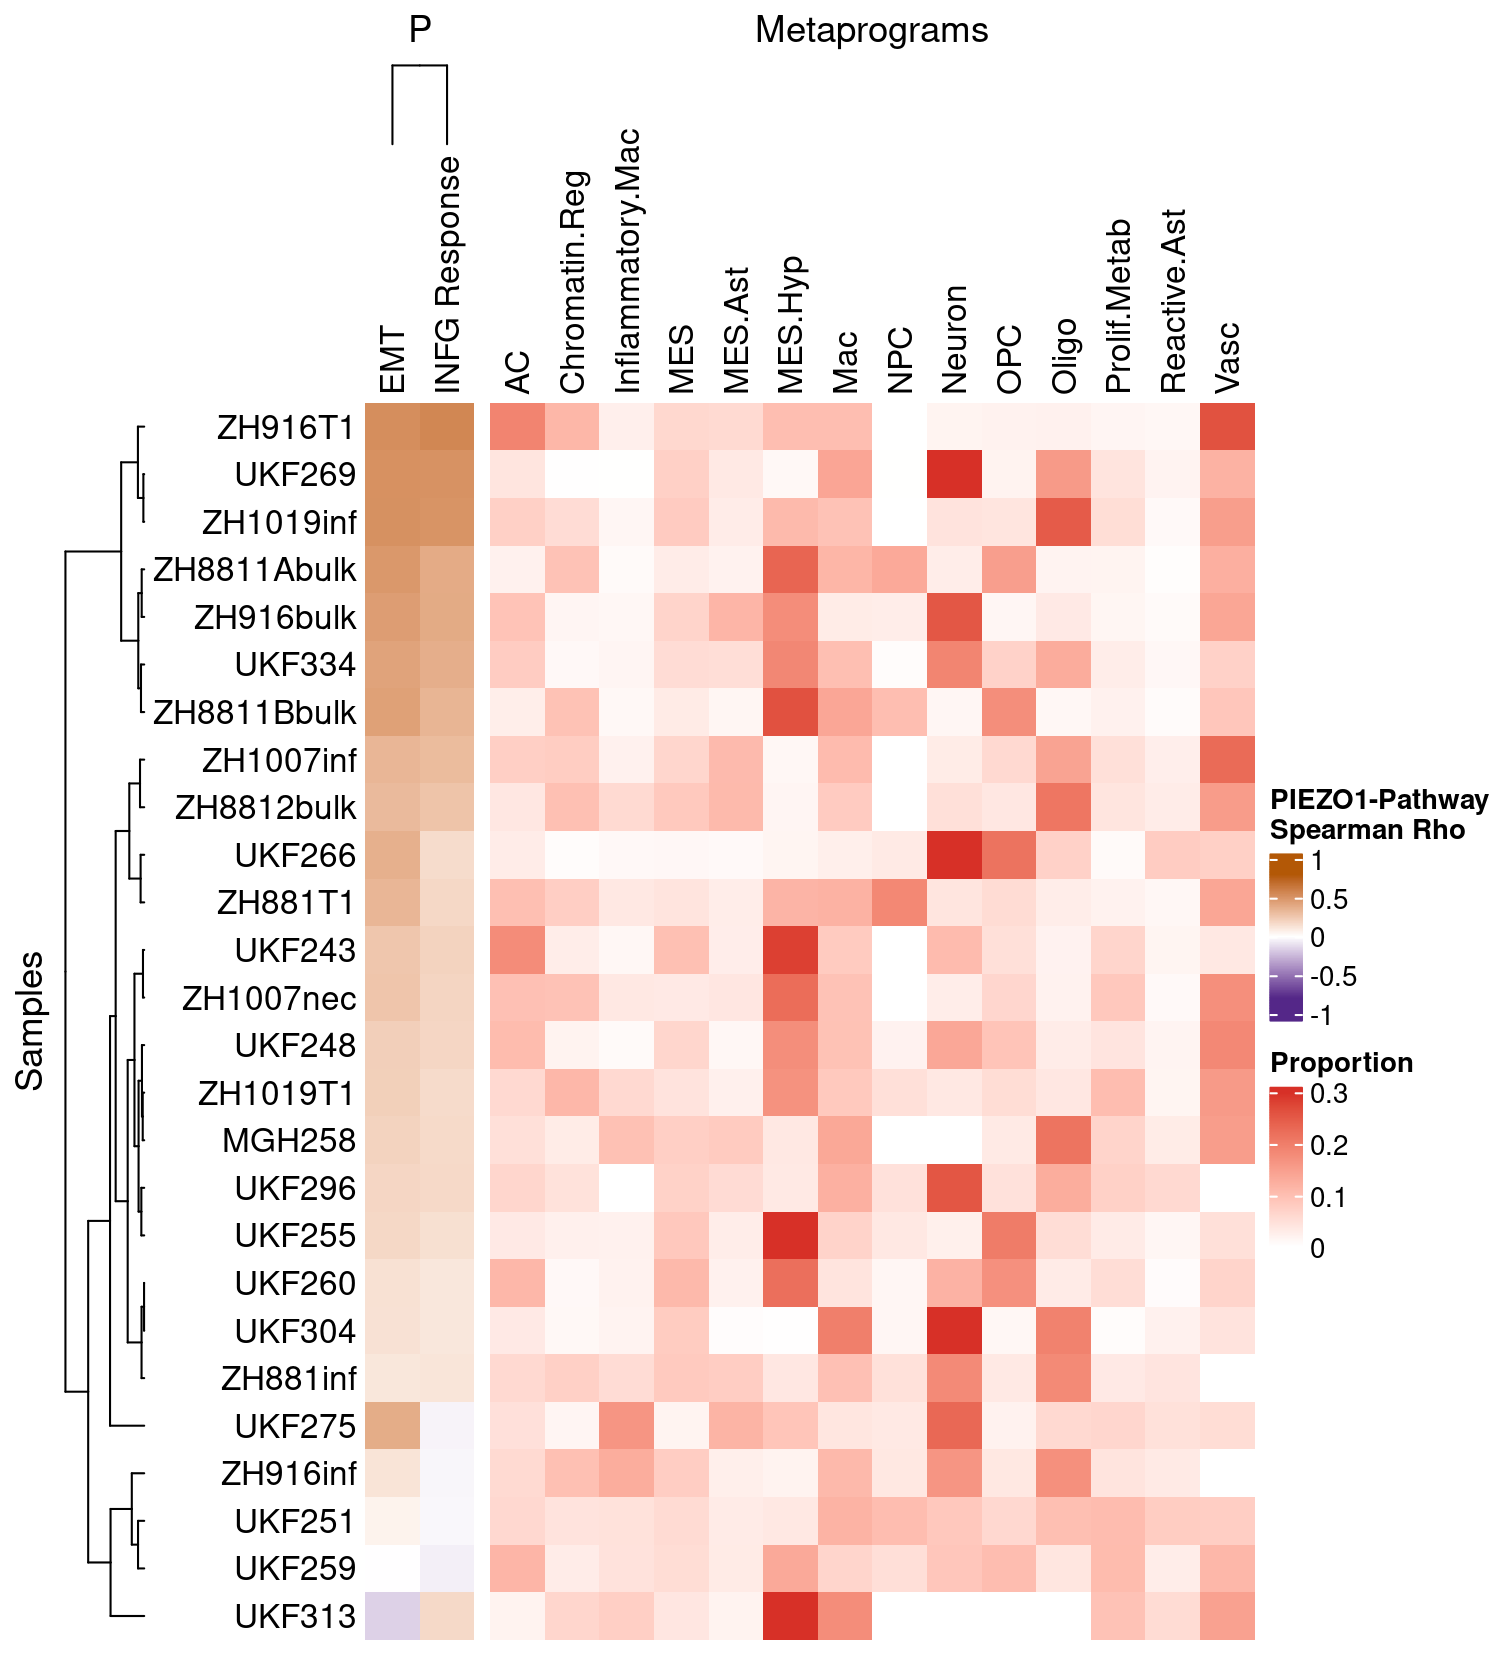 P
Metaprograms
EMT
INFG Response
AC
Chromatin.Reg
Inflammatory.Mac
MES
MES.Ast
MES.Hyp
Mac
NPC
Neuron
OPC
Oligo
Prolif.Metab
Reactive.Ast
Vasc
Samples
ZH916T1
UKF269
ZH1019inf
ZH8811Abulk
ZH916bulk
UKF334
ZH8811Bbulk
ZH1007inf
ZH8812bulk
UKF266
ZH881T1
UKF243
ZH1007nec
UKF248
ZH1019T1
MGH258
UKF296
UKF255
UKF260
UKF304
ZH881inf
UKF275
ZH916inf
UKF251
UKF259
UKF313
PIEZO1-Pathway
Spearman Rho
1
0.5
0
-0.5
-1
Proportion
0.3
0.2
0.1
0